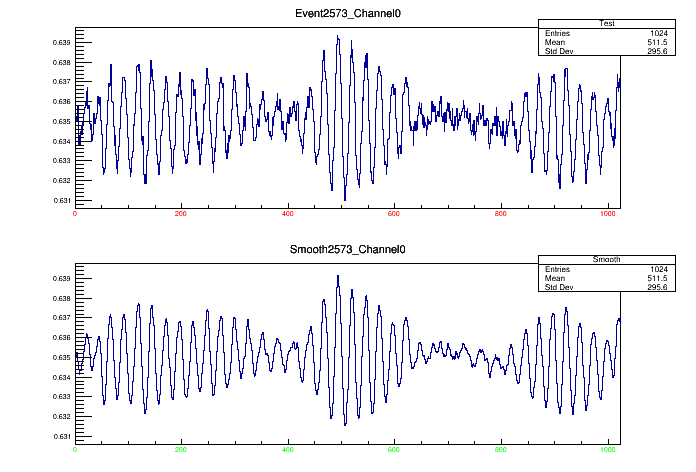 Event2573_Channel0
Test
Entries 1024
Mean 511.5
Std Dev 295.6
0.639
0.638
0.637
0.636
0.635
0.634
0.633
0.632
0.631
0 200 400 600 800 1000
Smooth2573_Channel0
Smooth
Entries 1024
Mean 511.5
Std Dev 295.6
0.639
0.638
0.637
0.636
0.635
0.634
0.633
0.632
0.631
0 200 400 600 800 1000